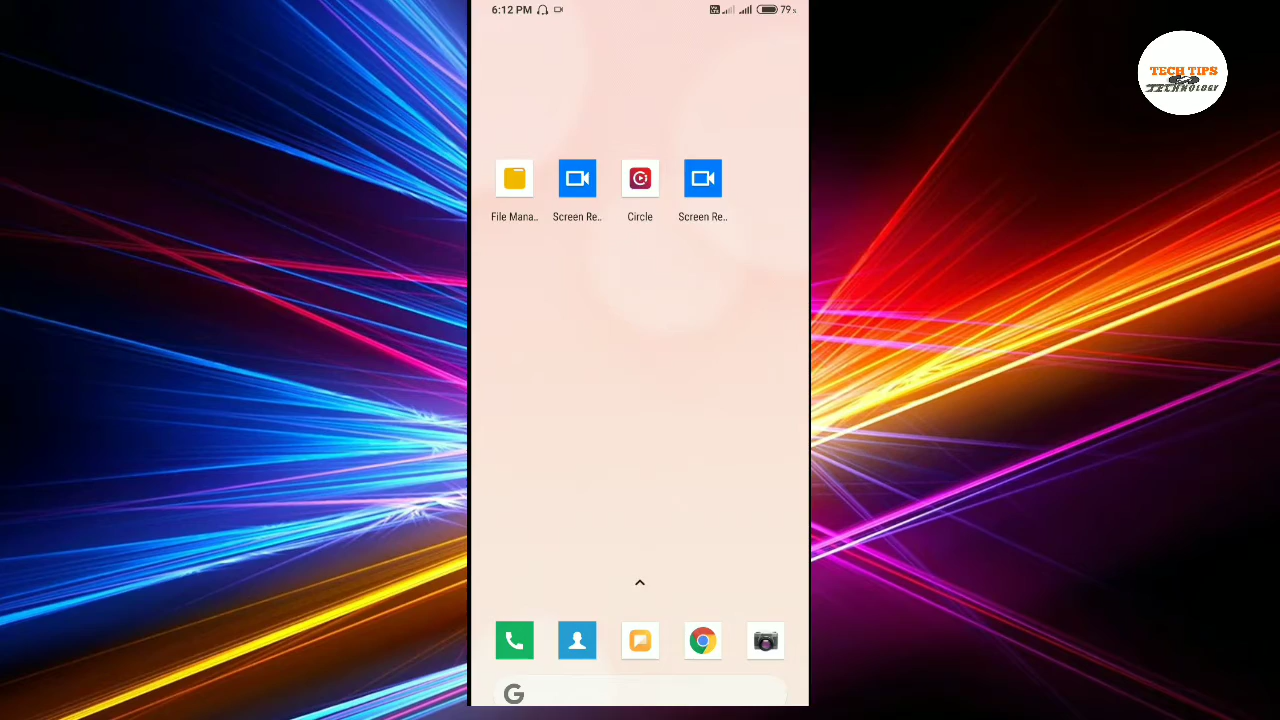 6:12 PM
79%
TECH TIPS
TECHNOLOGY
File Mana..
Screen Re..
Circle
Screen Re..
G